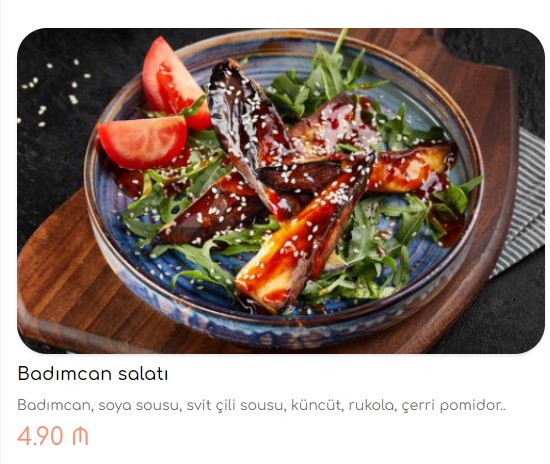 Badımcan salatı
Badımcan, soya sousu, svit çili sousu, küncüt, rukola, çerri pomidor..
4.90 ₼